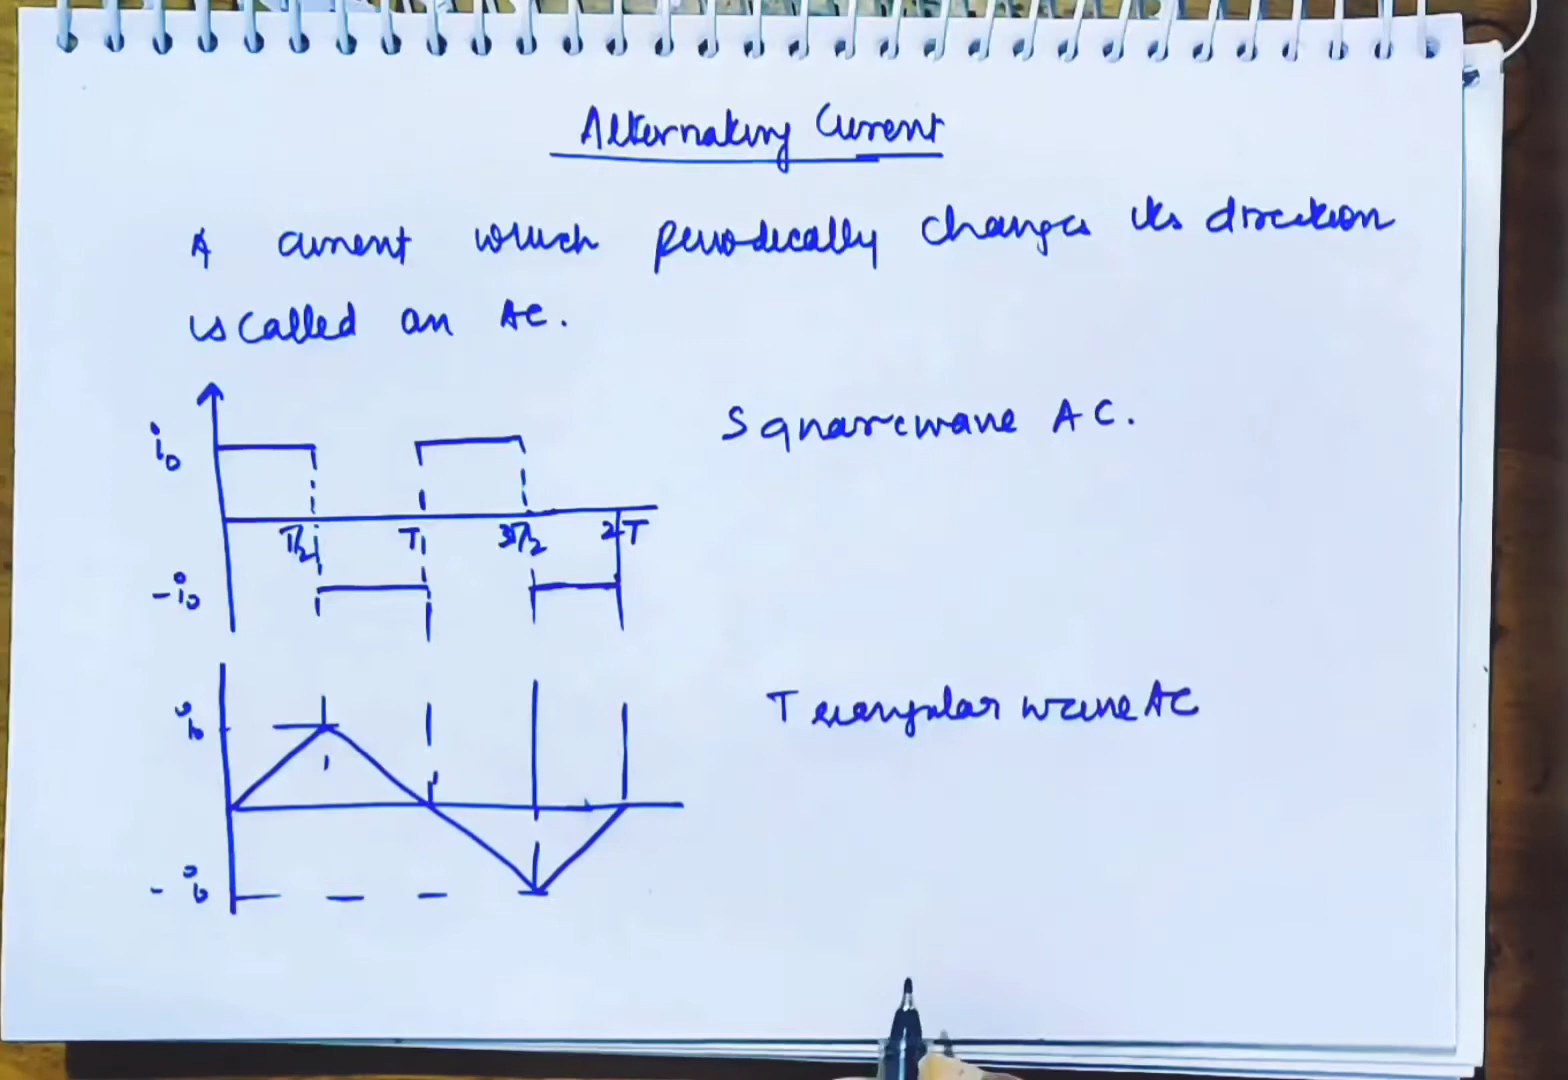 Alternating Current
A current which periodically changes its direction
is called an AC.
i₀
Squarewave AC.
T/2 T 3T/2 2T
-i₀
i₀
Triangular wave AC
-i₀